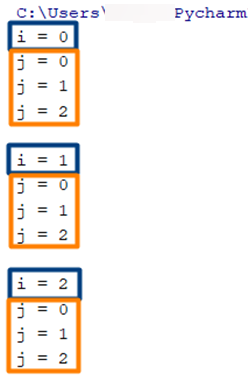 C:\Users\ Pycharm
i = 0
j = 0
j = 1
j = 2
i = 1
j = 0
j = 1
j = 2
i = 2
j = 0
j = 1
j = 2